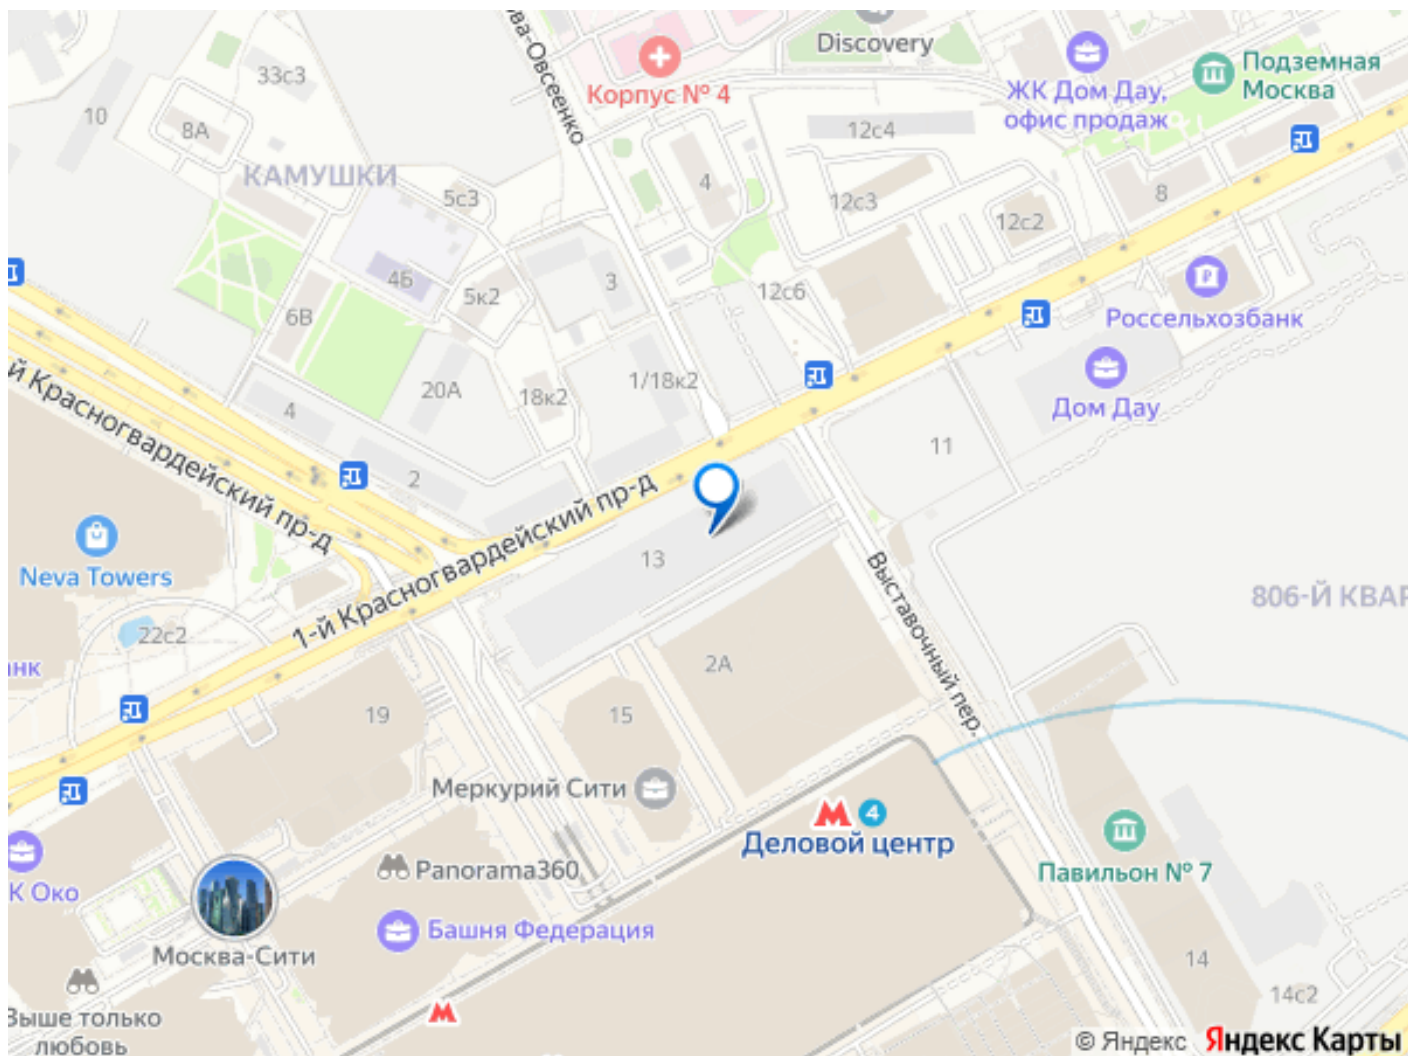 ова-Овсеенко
Discovery
Корпус № 4
ЖК Дом Дау,
офис продаж
Подземная
Москва
33с3
10
8А
КАМУШКИ
5с3
4
12с4
12с3
12с2
8
4Б
5к2
3
12с6
6В
Россельхозбанк
Дом Дау
20А
18к2
1/18к2
4
2
11
-й Красногвардейский пр-д
1-й Красногвардейский пр-д
13
Neva Towers
22с2
Выставочный пер.
806-Й КВАР
2А
анк
19
15
Меркурий Сити
М 4
Деловой центр
Павильон № 7
К Око
Panorama360
Башня Федерация
Москва-Сити
14
14с2
М
Выше только
любовь
© Яндекс Яндекс Карты